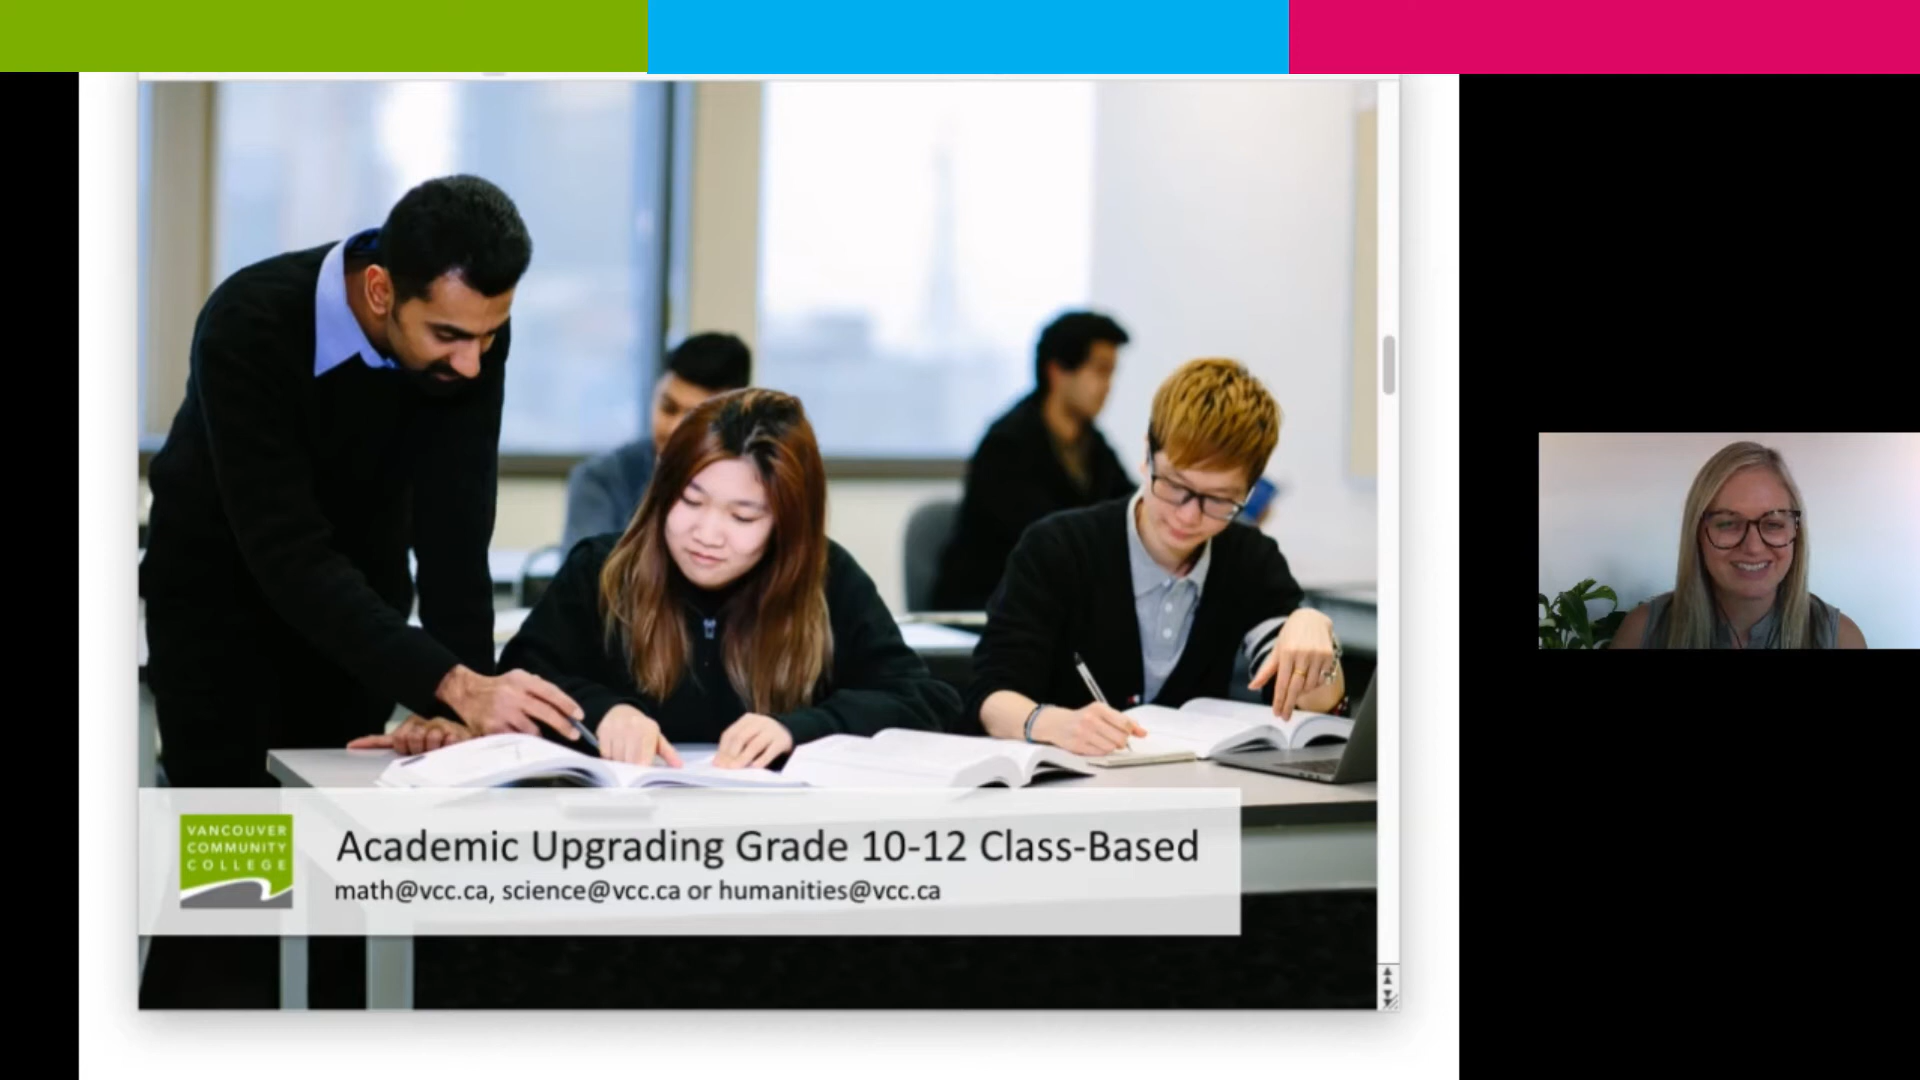 VANCOUVER
COMMUNITY
COLLEGE
Academic Upgrading Grade 10-12 Class-Based
math@vcc.ca, science@vcc.ca or humanities@vcc.ca